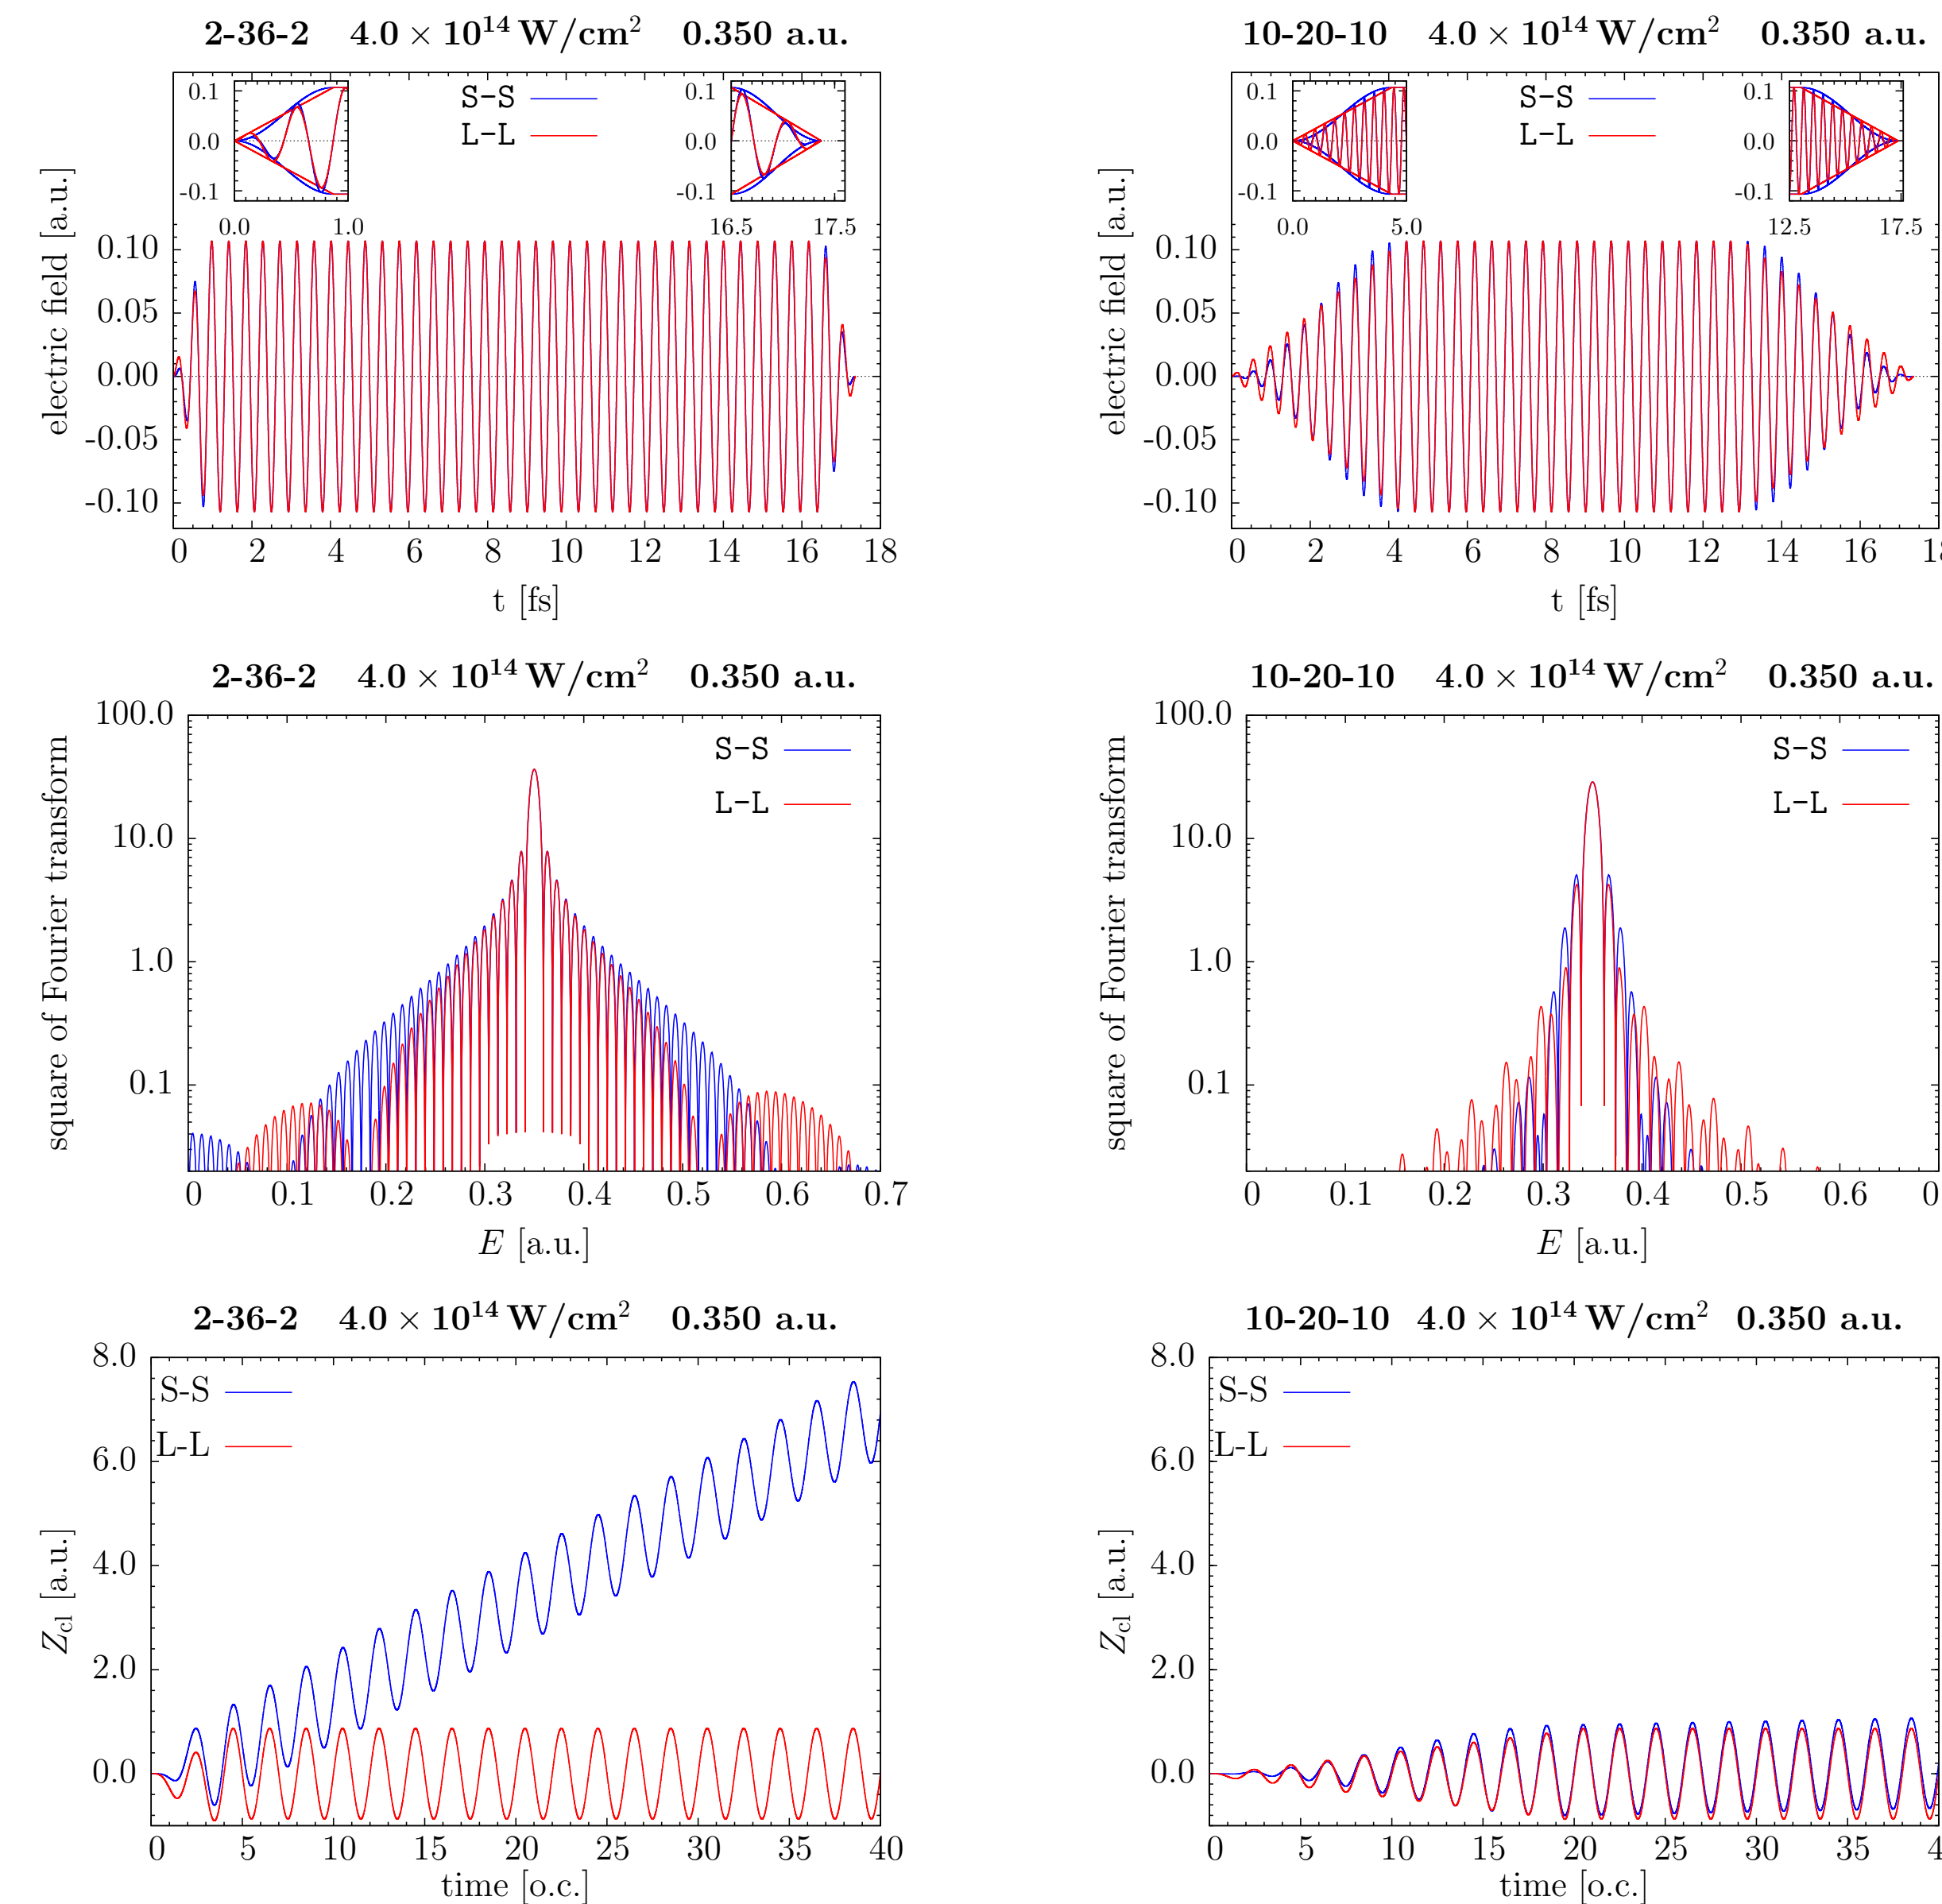 2-36-2 4.0 × 10^14 W/cm^2 0.350 a.u.
0.1
0.0
-0.1
0.0 1.0
S-S
L-L
0.1
0.0
-0.1
16.5 17.5
electric field [a.u.]
0.10
0.05
0.00
-0.05
-0.10
0 2 4 6 8 10 12 14 16 18
t [fs]
10-20-10 4.0 × 10^14 W/cm^2 0.350 a.u.
0.1
0.0
-0.1
0.0 5.0
S-S
L-L
0.1
0.0
-0.1
12.5 17.5
electric field [a.u.]
0.10
0.05
0.00
-0.05
-0.10
0 2 4 6 8 10 12 14 16
t [fs]
2-36-2 4.0 × 10^14 W/cm^2 0.350 a.u.
S-S
L-L
square of Fourier transform
100.0
10.0
1.0
0.1
0 0.1 0.2 0.3 0.4 0.5 0.6 0.7
E [a.u.]
10-20-10 4.0 × 10^14 W/cm^2 0.350 a.u.
S-S
L-L
square of Fourier transform
100.0
10.0
1.0
0.1
0 0.1 0.2 0.3 0.4 0.5 0.6
E [a.u.]
2-36-2 4.0 × 10^14 W/cm^2 0.350 a.u.
S-S
L-L
Z_cl [a.u.]
8.0
6.0
4.0
2.0
0.0
0 5 10 15 20 25 30 35 40
time [o.c.]
10-20-10 4.0 × 10^14 W/cm^2 0.350 a.u.
S-S
L-L
Z_cl [a.u.]
8.0
6.0
4.0
2.0
0.0
0 5 10 15 20 25 30 35
time [o.c.]